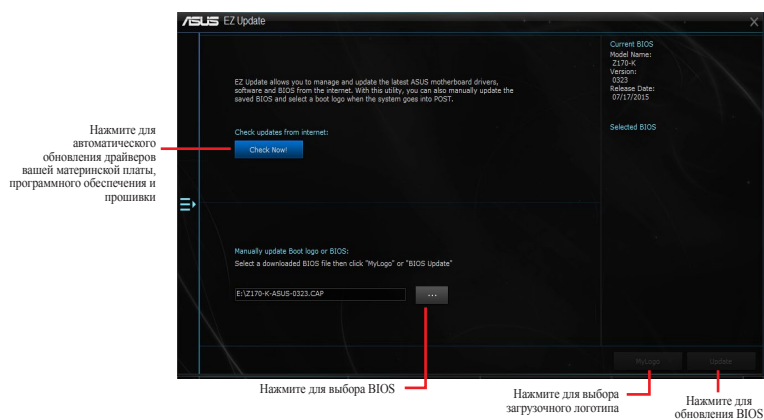 ASUS EZ Update
EZ Update allows you to manage and update the latest ASUS motherboard drivers,
software and BIOS from the internet. With this utility, you can also manually update the
saved BIOS and select a boot logo when the system goes into POST.
Check updates from internet:
Check Now!
Manually update Boot logo or BIOS:
Select a downloaded BIOS file then click "MyLogo" or "BIOS Update"
E:\Z170-K-ASUS-0323.CAP
...
Current BIOS
Model Name:
Z170-K
Version:
0323
Release Date:
07/17/2015
Selected BIOS
MyLogo
Update
Нажмите для
автоматического
обновления драйверов
вашей материнской платы,
программного обеспечения и
прошивки
Нажмите для выбора BIOS
Нажмите для выбора
загрузочного логотипа
Нажмите для
обновления BIOS